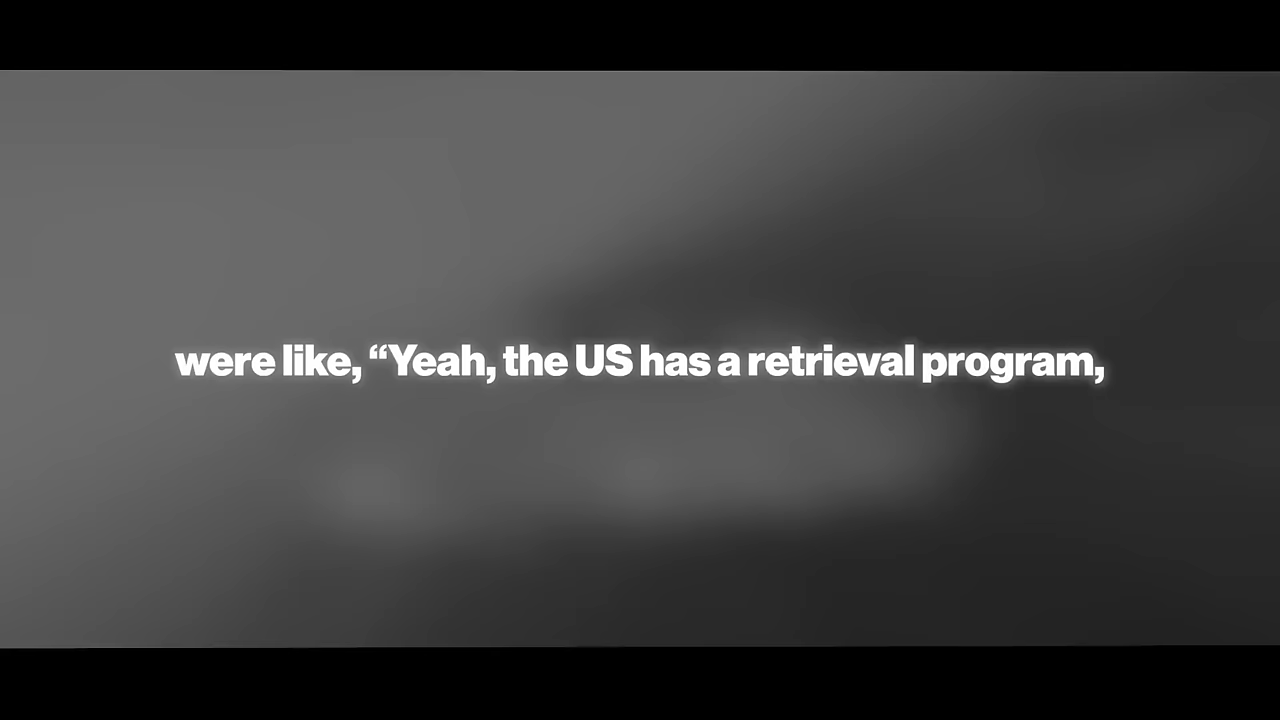 were like, “Yeah, the US has a retrieval program,